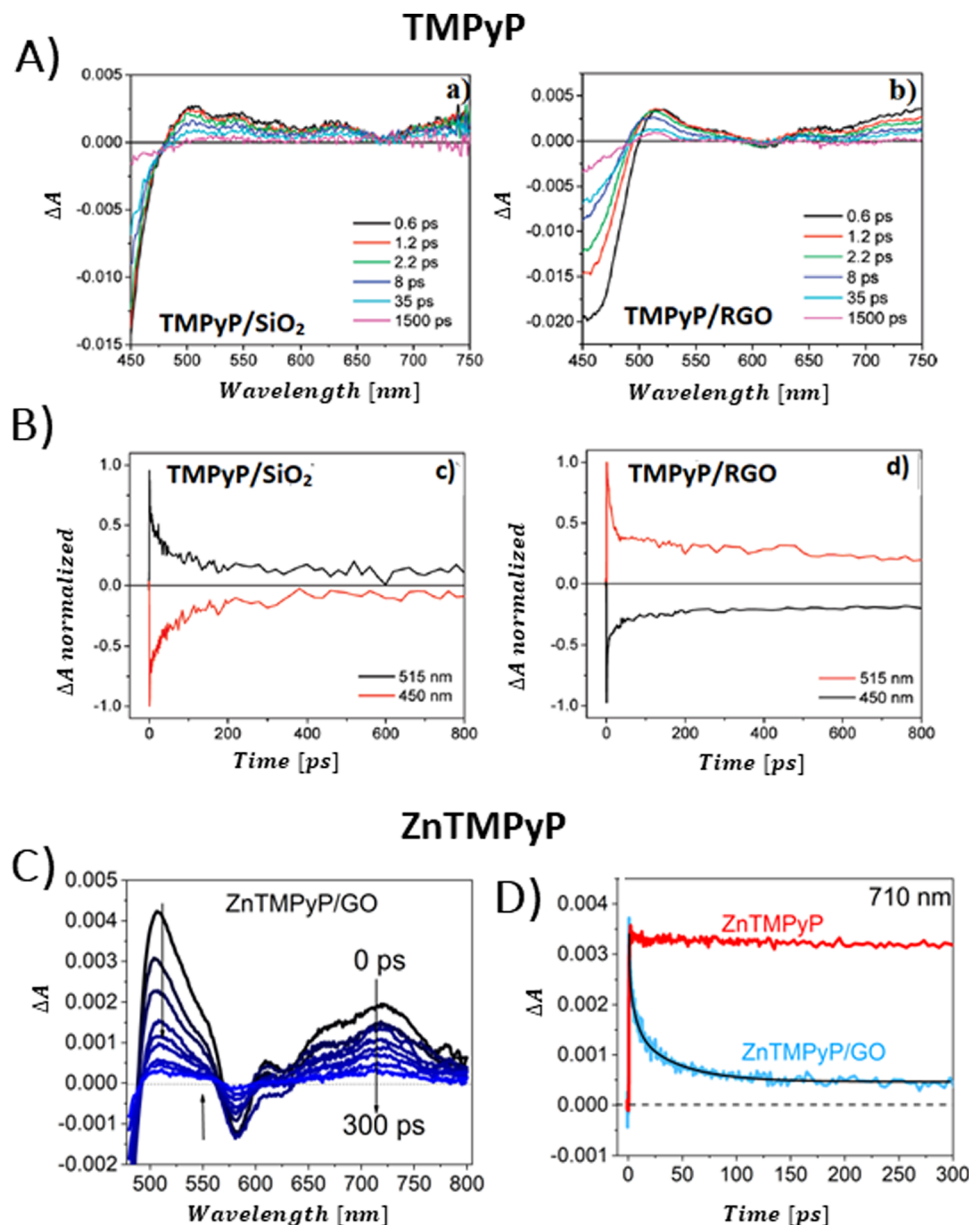 TMPyP
A)
a)
0.005
0.000
-0.005
-0.010
-0.015
ΔA
0.6 ps
1.2 ps
2.2 ps
8 ps
35 ps
1500 ps
TMPyP/SiO₂
450 500 550 600 650 700 750
Wavelength [nm]
b)
0.005
0.000
0.005
-0.010
-0.015
-0.020
ΔA
0.6 ps
1.2 ps
2.2 ps
8 ps
35 ps
1500 ps
TMPyP/RGO
450 500 550 600 650 700 750
Wavelength [nm]
B)
TMPyP/SiO₂
c)
1.0
0.5
0.0
-0.5
-1.0
ΔA normalized
515 nm
450 nm
0 200 400 600 800
Time [ps]
TMPyP/RGO
d)
1.0
0.5
0.0
-0.5
-1.0
ΔA normalized
515 nm
450 nm
0 200 400 600 800
Time [ps]
ZnTMPyP
C)
0.005
0.004
0.003
0.002
0.001
0.000
-0.001
-0.002
ΔA
ZnTMPyP/GO
0 ps
300 ps
500 550 600 650 700 750 800
Wavelength [nm]
D)
0.004
0.003
0.002
0.001
0.000
-0.001
ΔA
710 nm
ZnTMPyP
ZnTMPyP/GO
0 50 100 150 200 250 300
Time [ps]